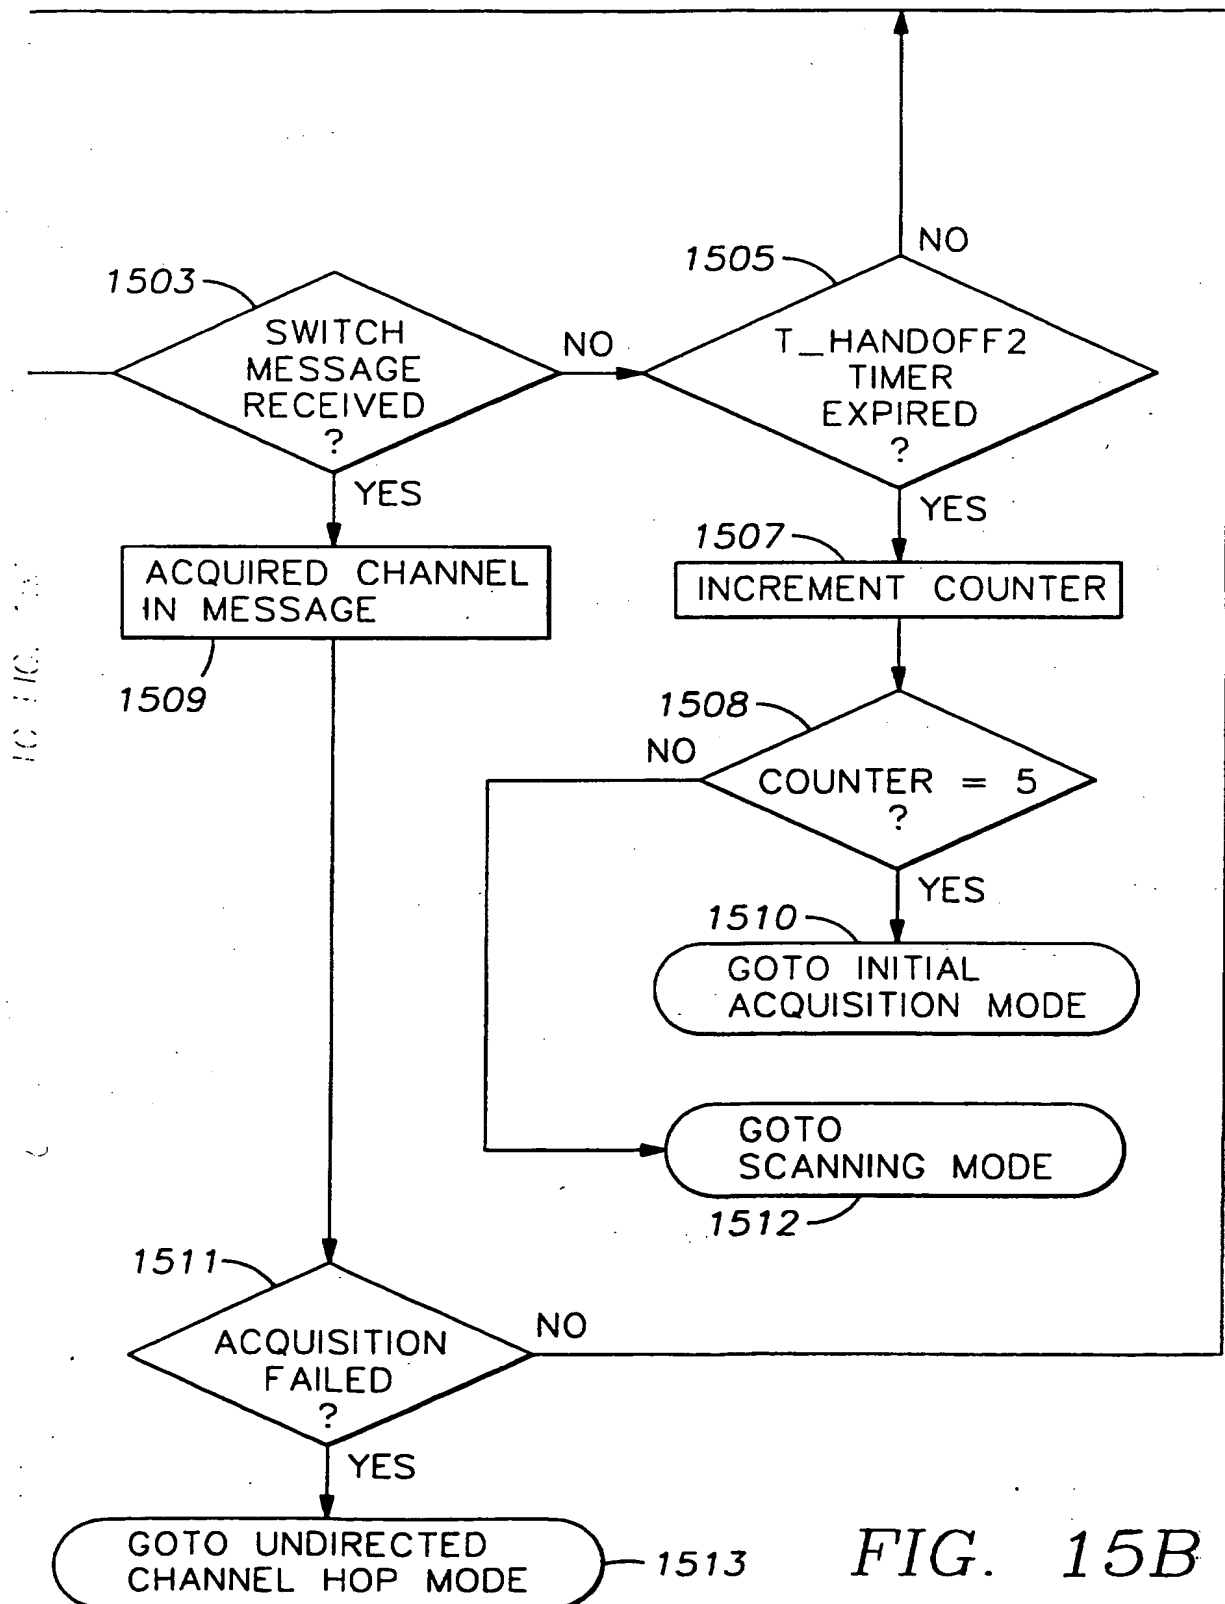 NO
1503
1505
SWITCH
MESSAGE
RECEIVED
?
NO
T_HANDOFF2
TIMER
EXPIRED
?
YES
YES
1507
ACQUIRED CHANNEL
IN MESSAGE
INCREMENT COUNTER
1509
1508
NO
COUNTER = 5
?
YES
1510
GOTO INITIAL
ACQUISITION MODE
GOTO
SCANNING MODE
1512
1511
ACQUISITION
FAILED
?
NO
YES
GOTO UNDIRECTED
CHANNEL HOP MODE
1513
FIG. 15B